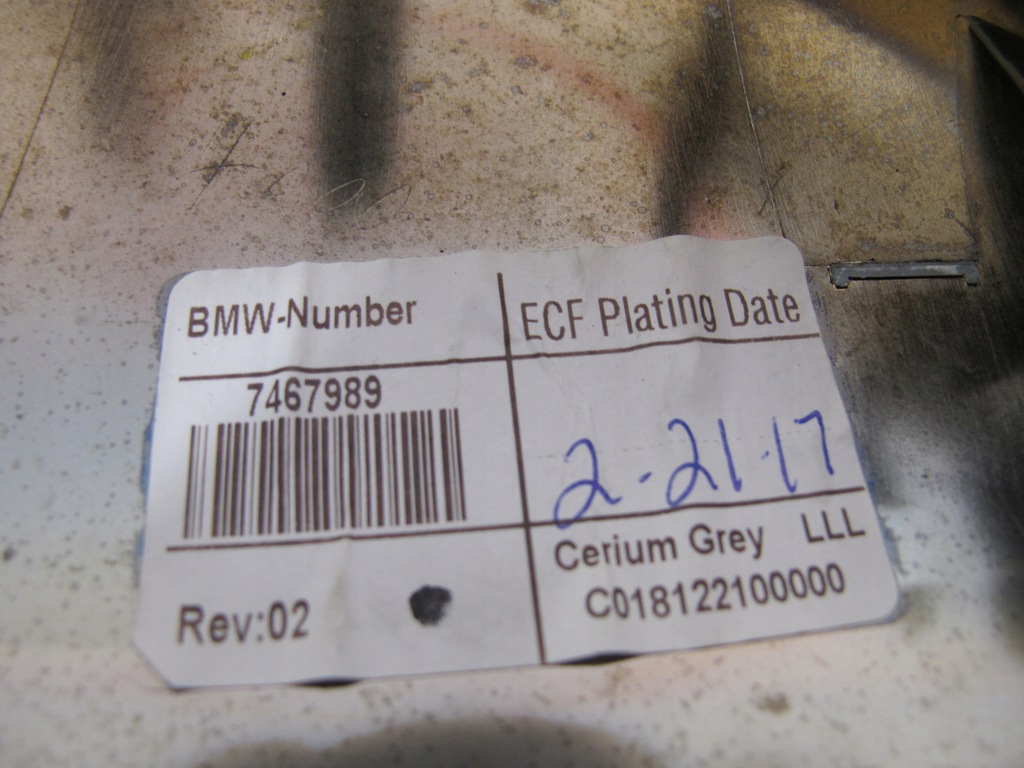 BMW-Number
7467989
Rev:02
ECF Plating Date
2-21-17
Cerium Grey LLL
C018122100000